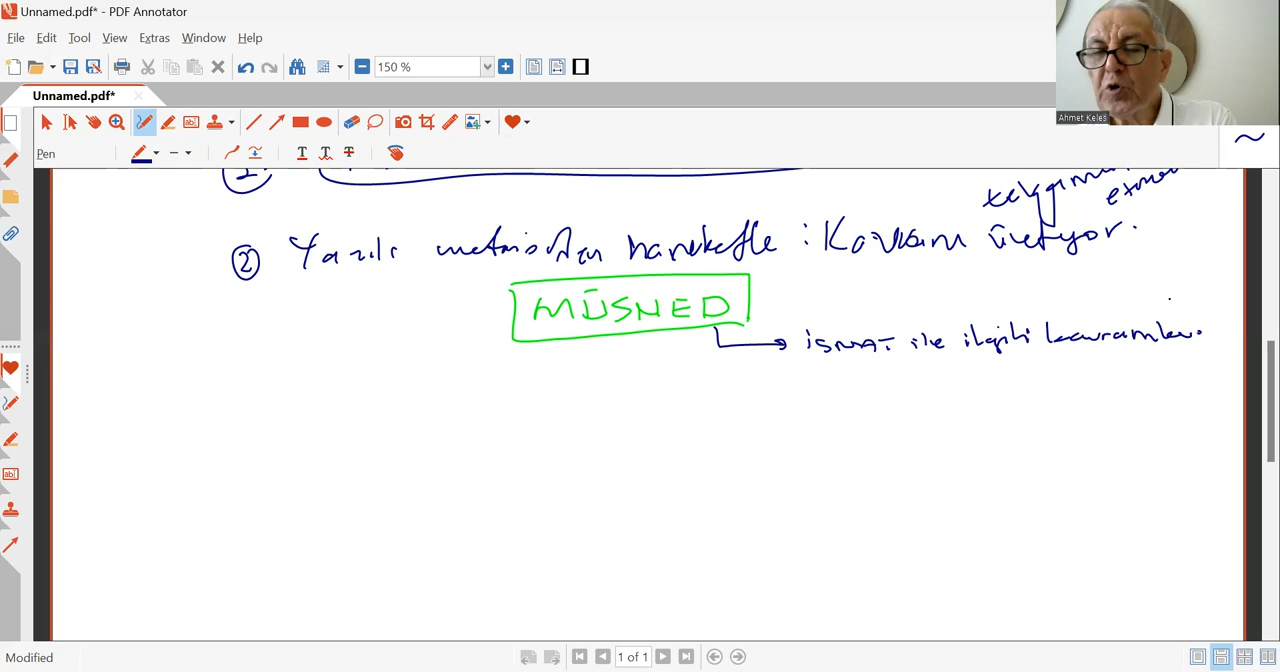 Unnamed.pdf* - PDF Annotator
File Edit Tool View Extras Window Help
150 %
Unnamed.pdf*
Ahmet Keleş
Pen
② Yazılı metinden hareketle : Kavram üretiyor.
MÜSNED
İSNAT ile ilgili kavramlar.
Modified
1 of 1